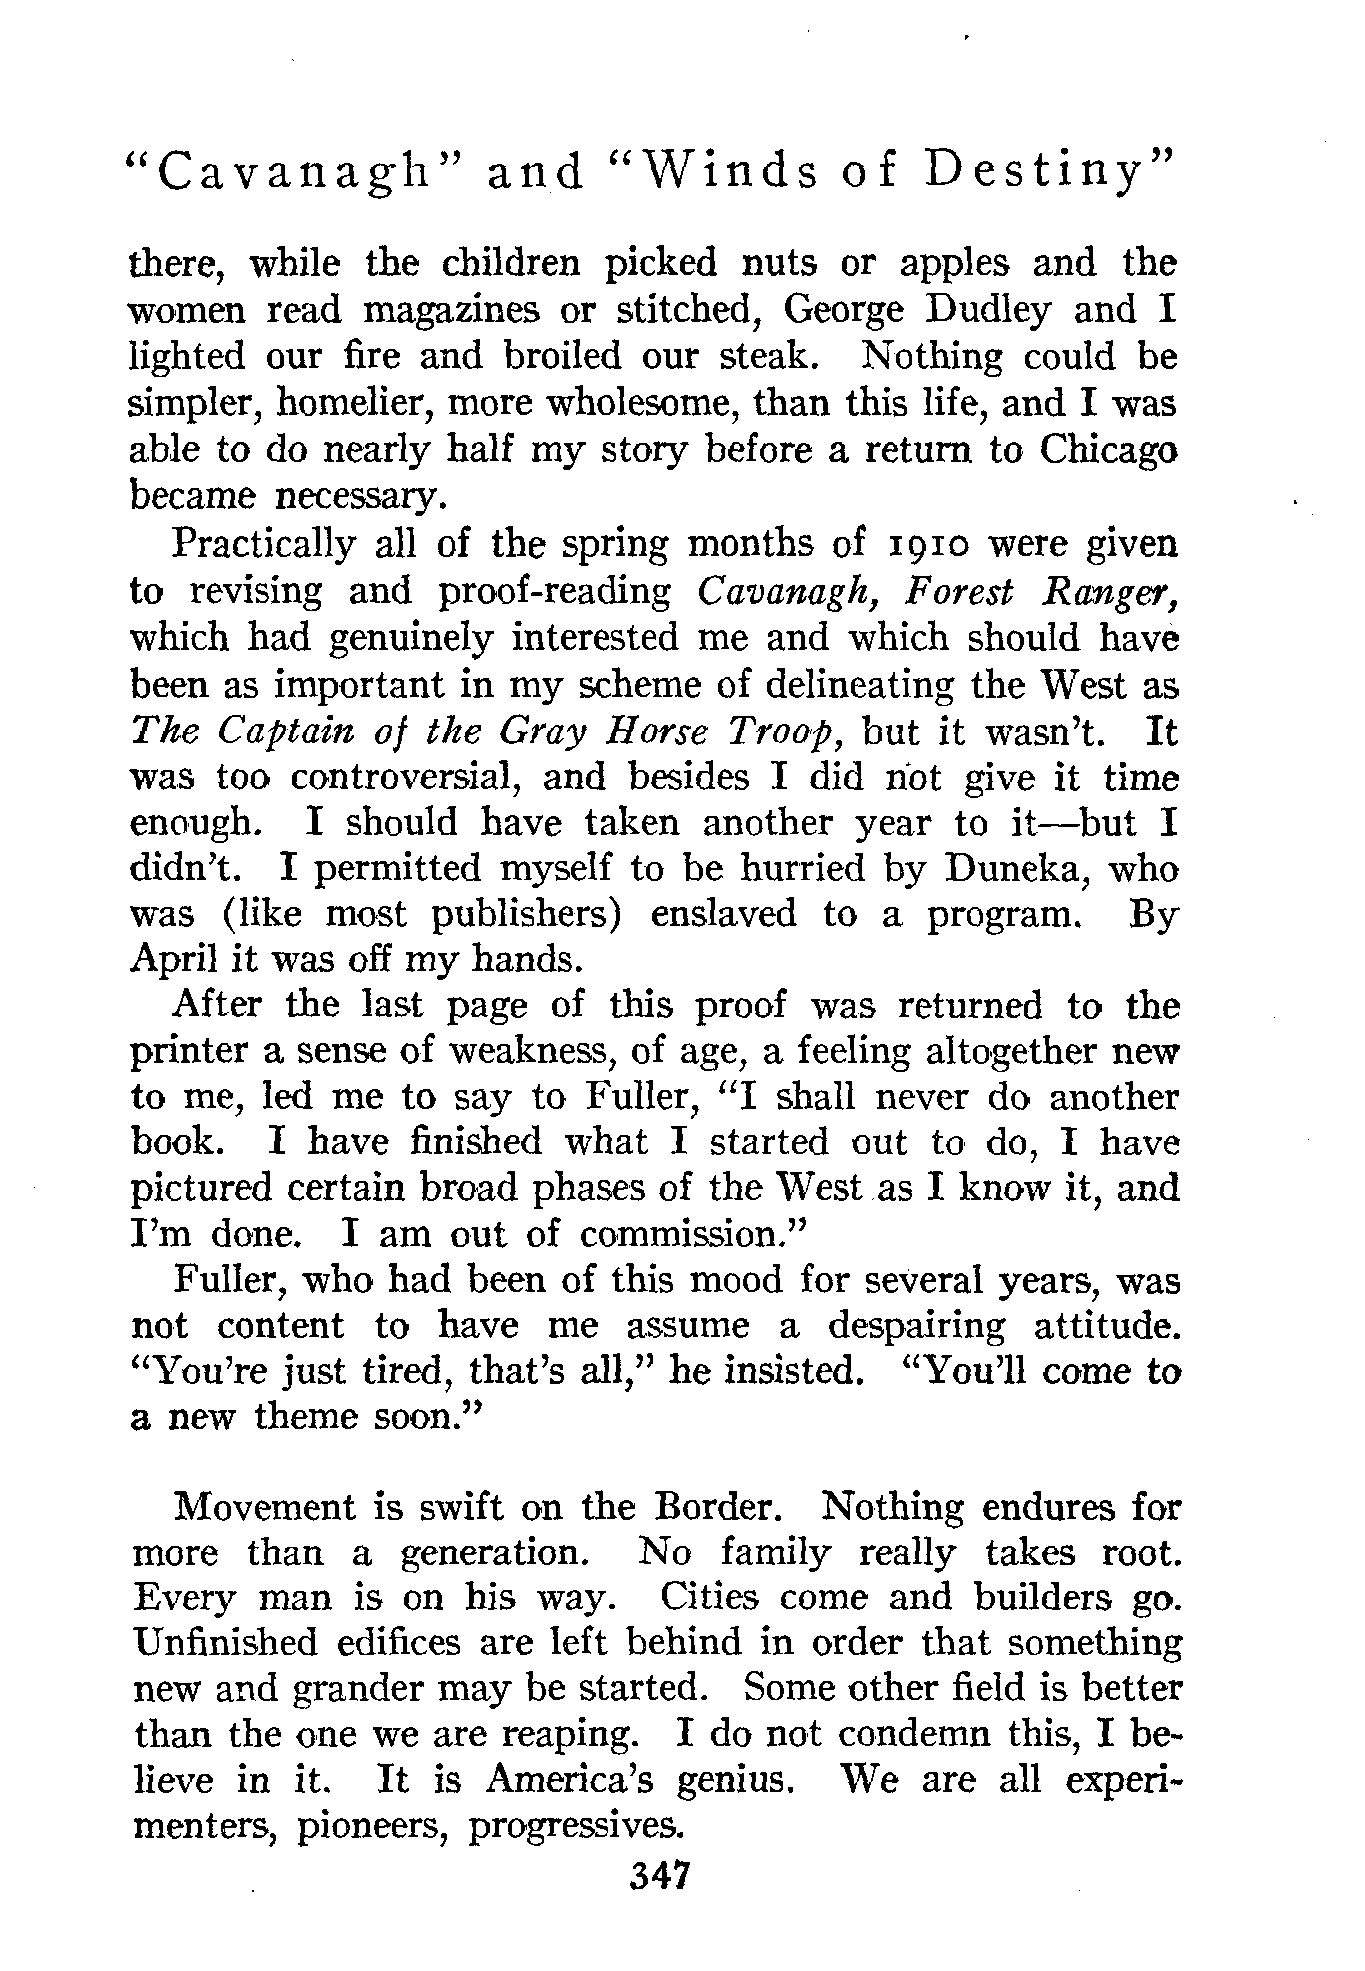 "Cavanagh" and "Winds of Destiny"
there, while the children picked nuts or apples and the
women read magazines or stitched, George Dudley and I
lighted our fire and broiled our steak. Nothing could be
simpler, homelier, more wholesome, than this life, and I was
able to do nearly half my story before a return to Chicago
became necessary.
Practically all of the spring months of 1910 were given
to revising and proof-reading Cavanagh, Forest Ranger,
which had genuinely interested me and which should have
been as important in my scheme of delineating the West as
The Captain of the Gray Horse Troop, but it wasn't. It
was too controversial, and besides I did not give it time
enough. I should have taken another year to it—but I
didn't. I permitted myself to be hurried by Duneka, who
was (like most publishers) enslaved to a program. By
April it was off my hands.
After the last page of this proof was returned to the
printer a sense of weakness, of age, a feeling altogether new
to me, led me to say to Fuller, "I shall never do another
book. I have finished what I started out to do, I have
pictured certain broad phases of the West as I know it, and
I'm done. I am out of commission."
Fuller, who had been of this mood for several years, was
not content to have me assume a despairing attitude.
"You're just tired, that's all," he insisted. "You'll come to
a new theme soon."
Movement is swift on the Border. Nothing endures for
more than a generation. No family really takes root.
Every man is on his way. Cities come and builders go.
Unfinished edifices are left behind in order that something
new and grander may be started. Some other field is better
than the one we are reaping. I do not condemn this, I be-
lieve in it. It is America's genius. We are all experi-
menters, pioneers, progressives.
347